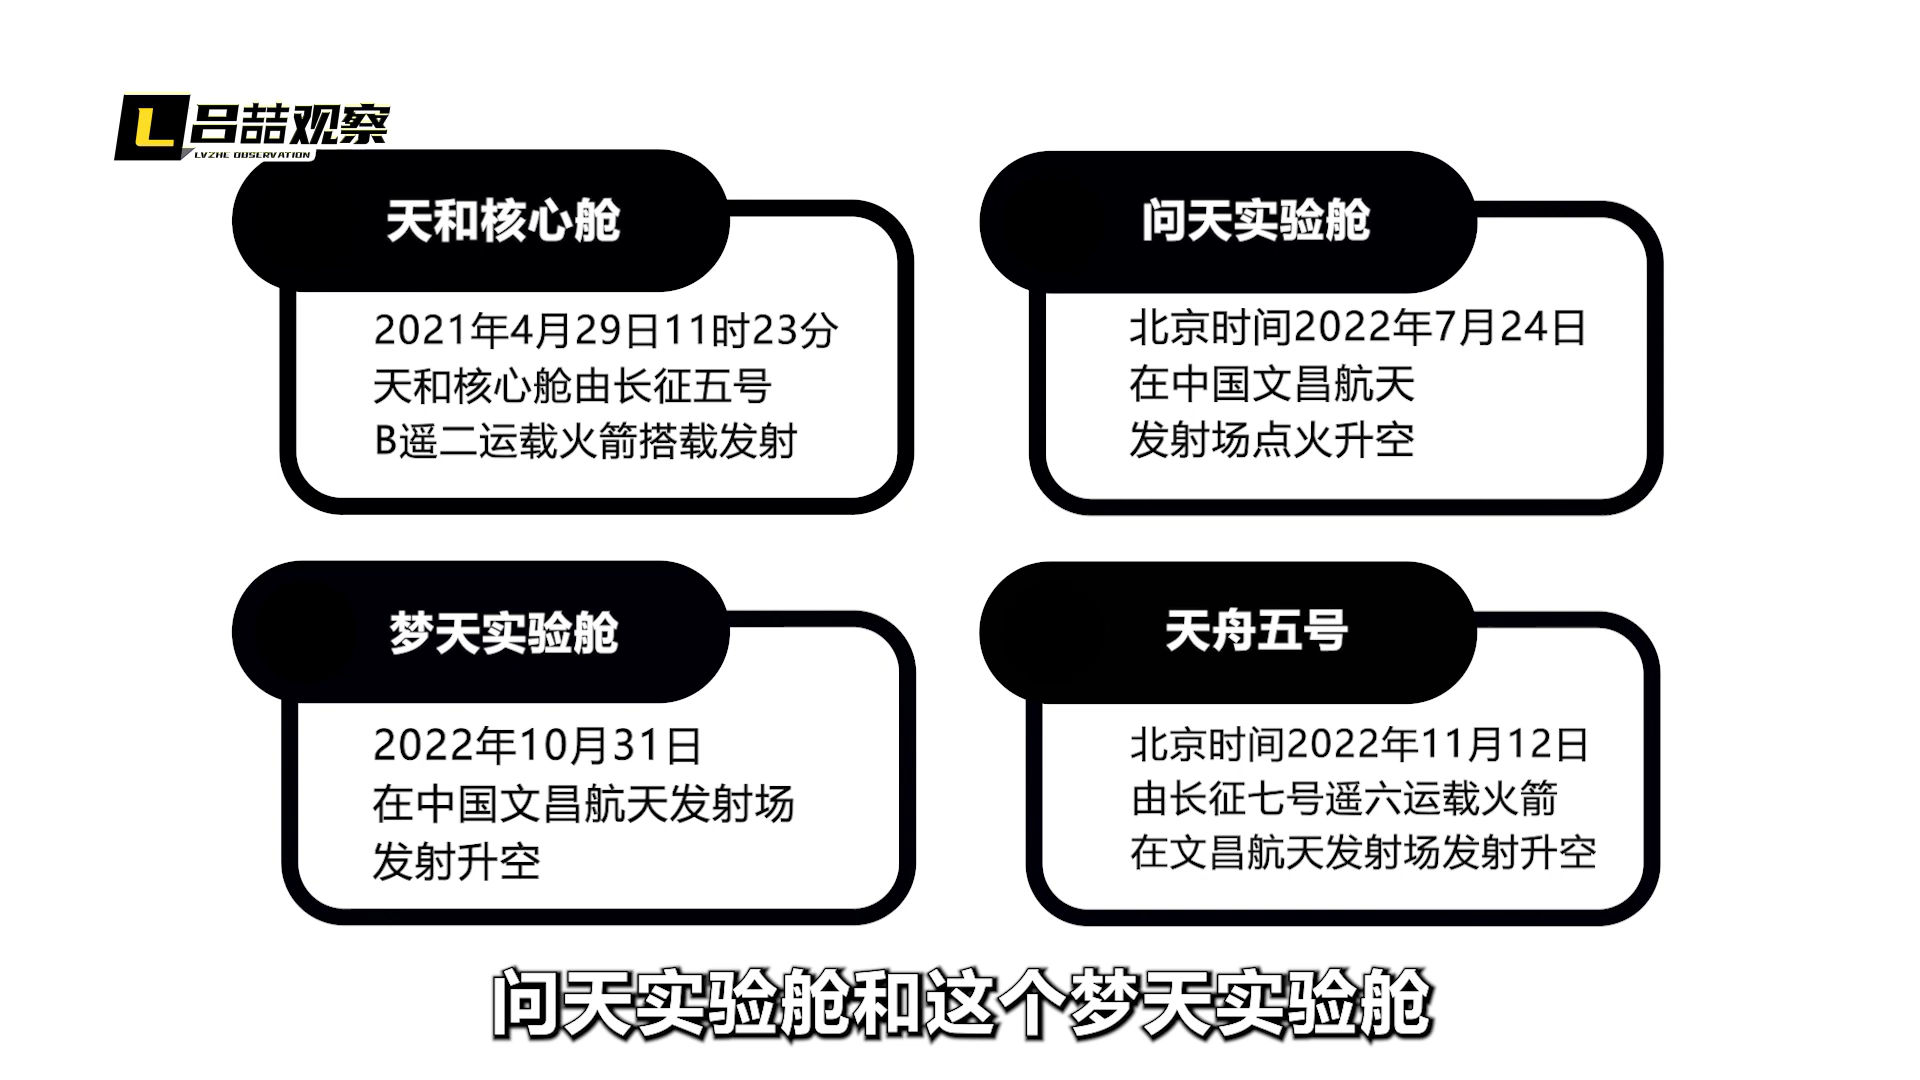 L吕喆观察
LVZHE OBSERVATION
天和核心舱
2021年4月29日11时23分
天和核心舱由长征五号
B遥二运载火箭搭载发射
问天实验舱
北京时间2022年7月24日
在中国文昌航天
发射场点火升空
梦天实验舱
2022年10月31日
在中国文昌航天发射场
发射升空
天舟五号
北京时间2022年11月12日
由长征七号遥六运载火箭
在文昌航天发射场发射升空
问天实验舱和这个梦天实验舱